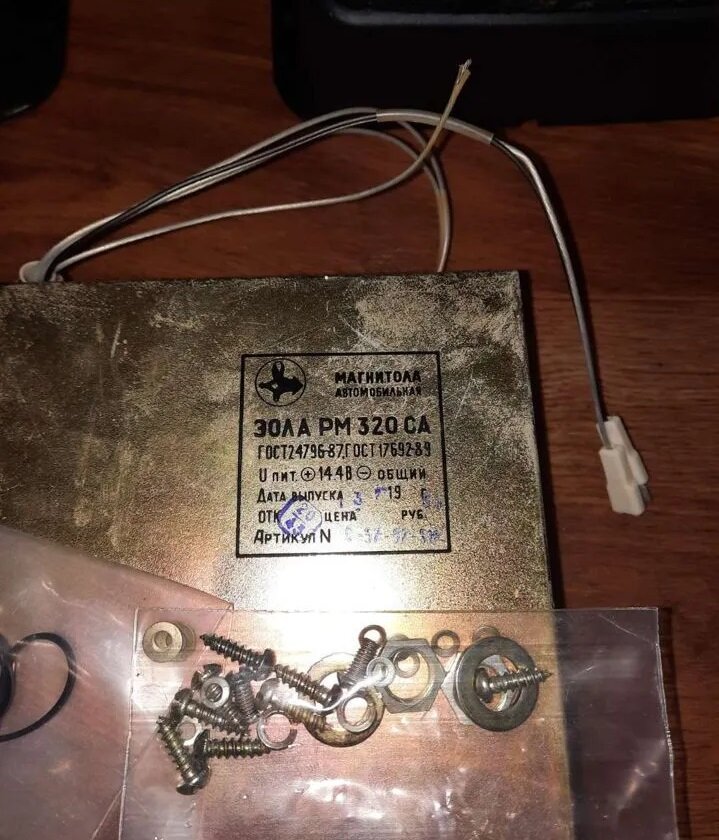 МАГНИТОЛА
АВТОМОБИЛЬНАЯ
ЭОЛА РМ 320 СА
ГОСТ24796-87,ГОСТ17692-89
U пит. ⊕ 14.4В ⊖ ОБЩИЙ
ДАТА ВЫПУСКА 19 г.
ОТК ЦЕНА РУБ.
АРТИКУЛ N